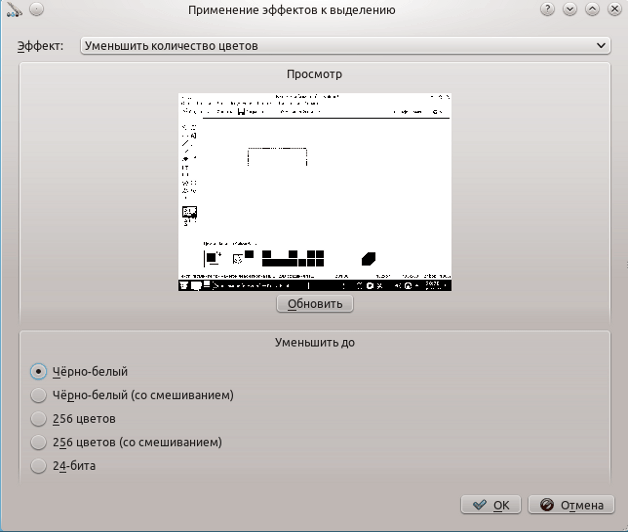 Применение эффектов к выделению
Эффект: Уменьшить количество цветов
Просмотр
Обновить
Уменьшить до
Чёрно-белый
Чёрно-белый (со смешиванием)
256 цветов
256 цветов (со смешиванием)
24-бита
OK Отмена